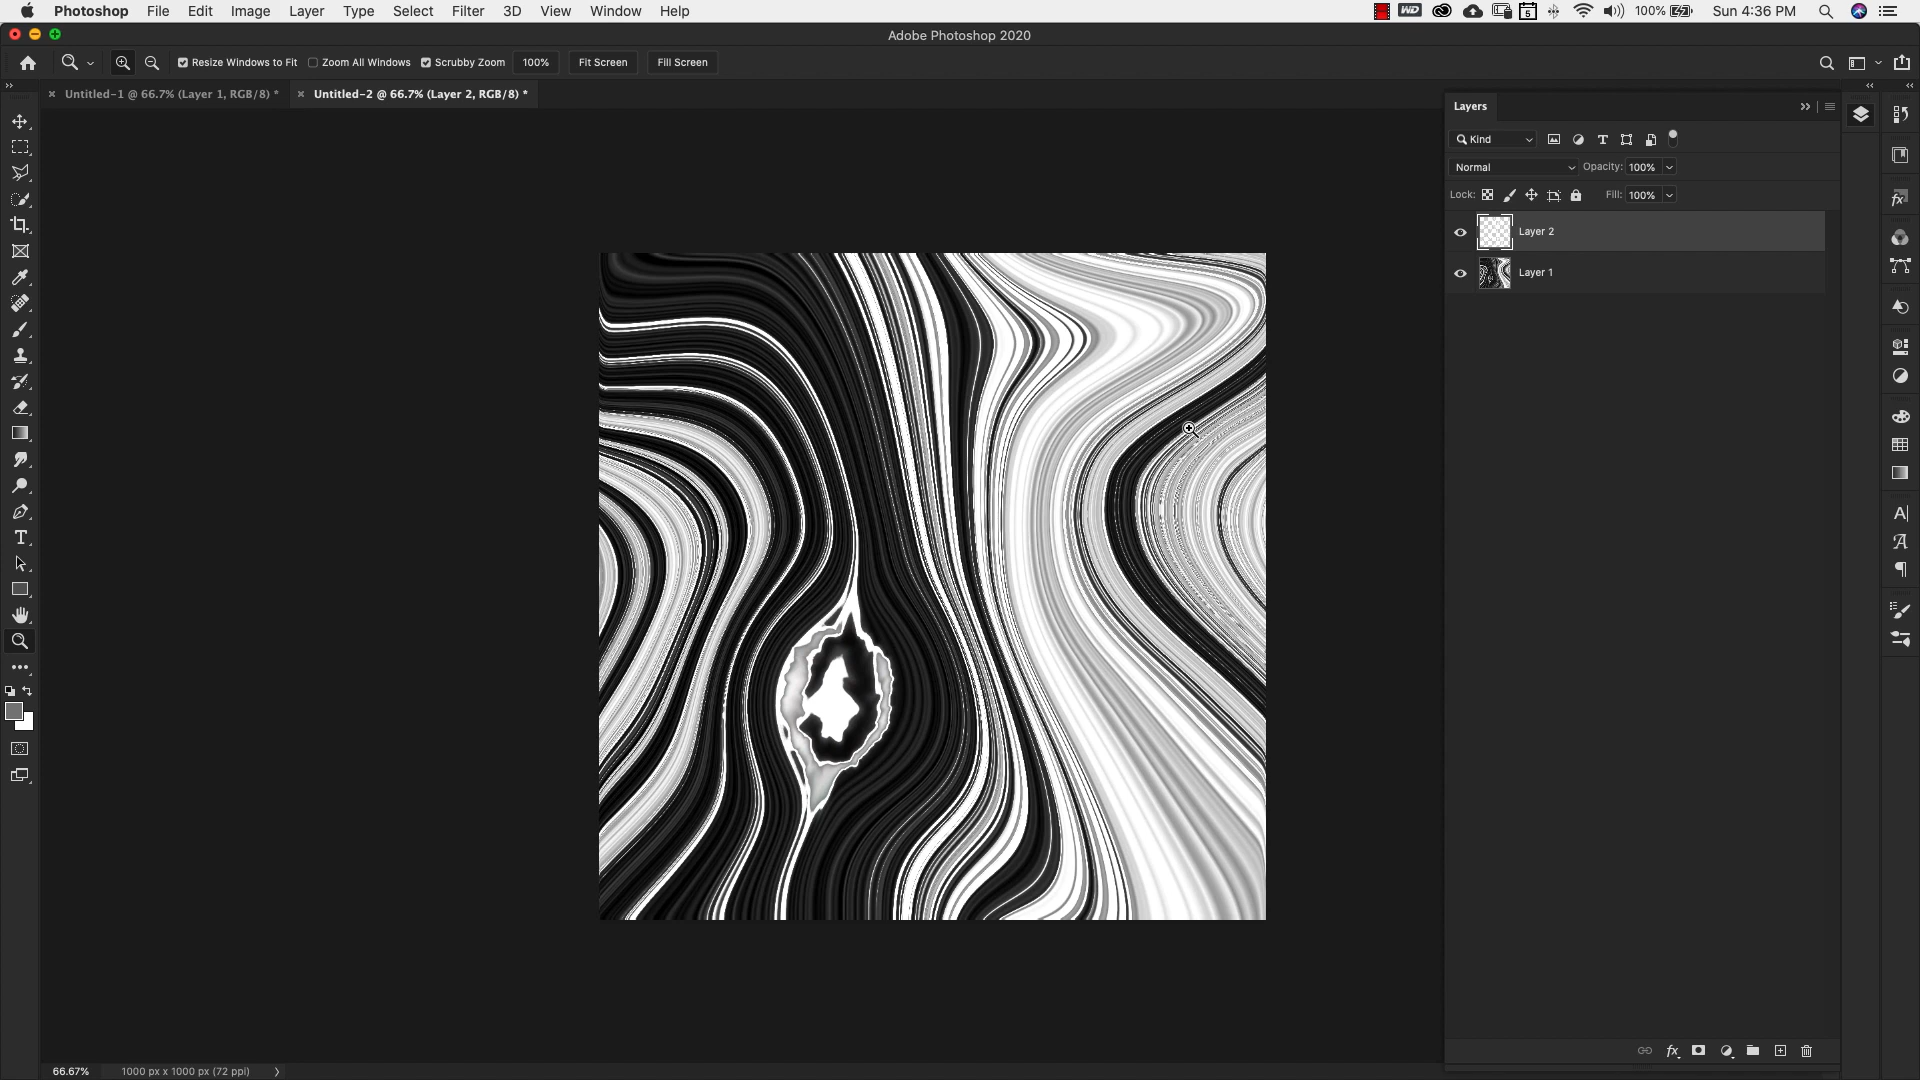 Photoshop File Edit Image Layer Type Select Filter 3D View Window Help 100% Sun 4:36 PM
Adobe Photoshop 2020
Resize Windows to Fit Zoom All Windows Scrubby Zoom 100% Fit Screen Fill Screen
Untitled-1 @ 66.7% (Layer 1, RGB/8) * Untitled-2 @ 66.7% (Layer 2, RGB/8) *
Layers
Kind
Normal Opacity: 100%
Lock: Fill: 100%
Layer 2
Layer 1
66.67% 1000 px x 1000 px (72 ppi)